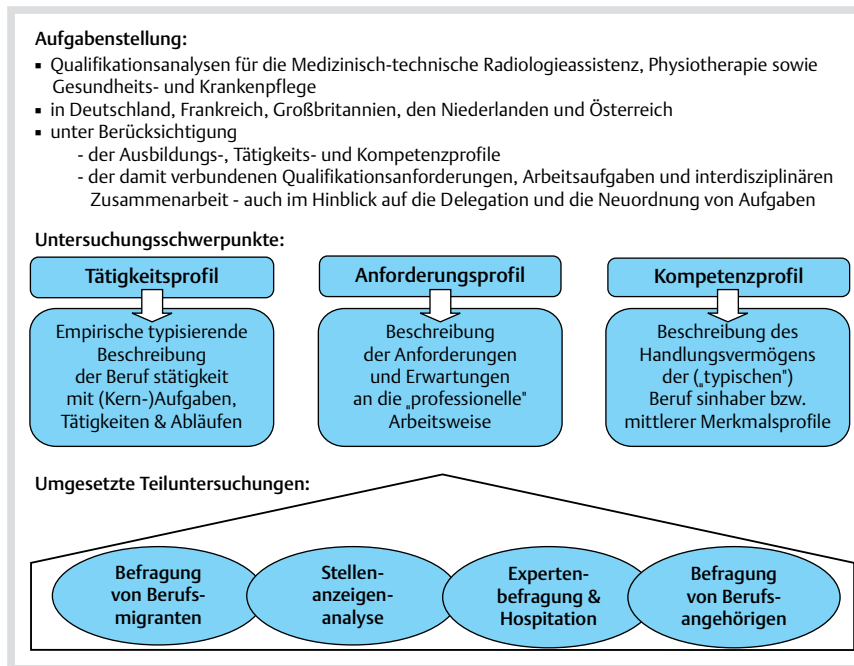 Aufgabenstellung:
▪ Qualifikationsanalysen für die Medizinisch-technische Radiologieassistenz, Physiotherapie sowie
Gesundheits- und Krankenpflege
▪ in Deutschland, Frankreich, Großbritannien, den Niederlanden und Österreich
▪ unter Berücksichtigung
- der Ausbildungs-, Tätigkeits- und Kompetenzprofile
- der damit verbundenen Qualifikationsanforderungen, Arbeitsaufgaben und interdisziplinären
Zusammenarbeit - auch im Hinblick auf die Delegation und die Neuordnung von Aufgaben
Untersuchungsschwerpunkte:
Tätigkeitsprofil
Empirische typisierende
Beschreibung
der Beruf stätigkeit
mit (Kern-)Aufgaben,
Tätigkeiten & Abläufen
Anforderungsprofil
Beschreibung
der Anforderungen
und Erwartungen
an die „professionelle"
Arbeitsweise
Kompetenzprofil
Beschreibung des
Handlungsvermögens
der („typischen")
Beruf sinhaber bzw.
mittlerer Merkmalsprofile
Umgesetzte Teiluntersuchungen:
Befragung
von Berufs-
migranten
Stellen-
anzeigen-
analyse
Experten-
befragung &
Hospitation
Befragung
von Berufs-
angehörigen